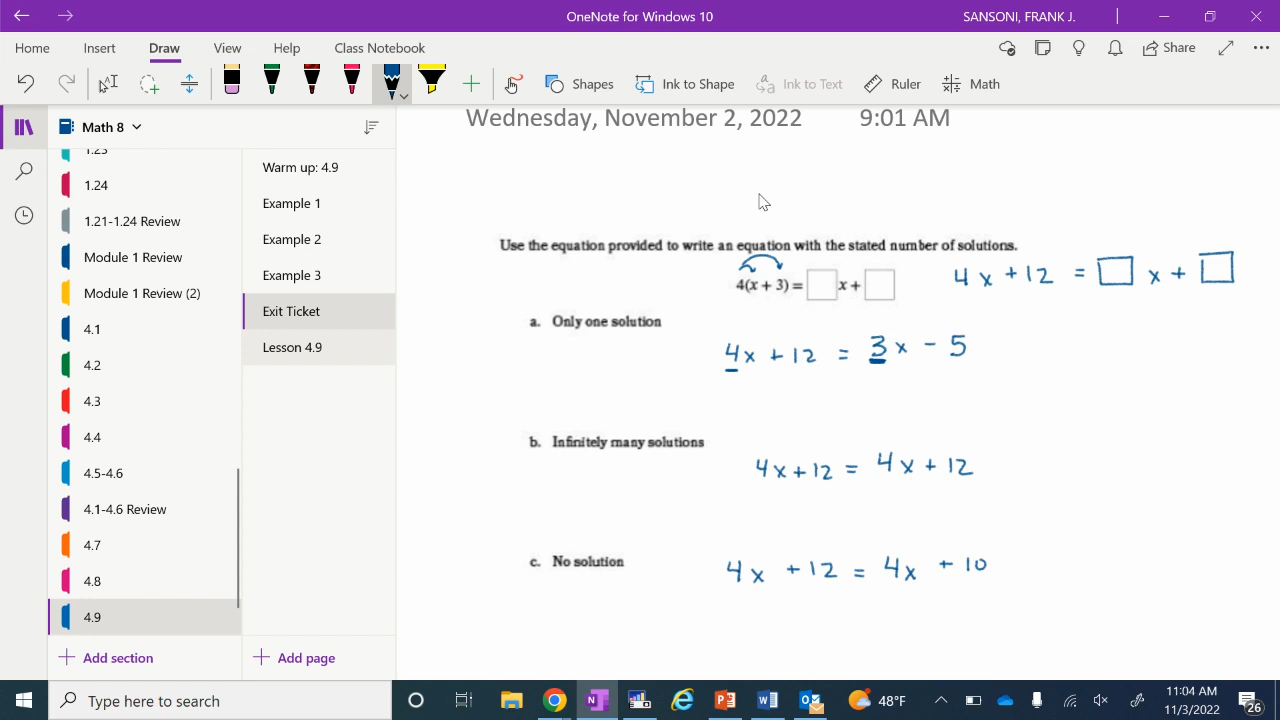 OneNote for Windows 10
SANSONI, FRANK J.
Home Insert Draw View Help Class Notebook Share
Shapes Ink to Shape Ink to Text Ruler Math
Math 8
1.23
1.24
1.21-1.24 Review
Module 1 Review
Module 1 Review (2)
4.1
4.2
4.3
4.4
4.5-4.6
4.1-4.6 Review
4.7
4.8
4.9
Add section
Warm up: 4.9
Example 1
Example 2
Example 3
Exit Ticket
Lesson 4.9
Add page
Wednesday, November 2, 2022 9:01 AM
Use the equation provided to write an equation with the stated number of solutions.
4(x + 3) = □ x + □
4x + 12 = □ x + □
a. Only one solution
4x + 12 = 3x - 5
b. Infinitely many solutions
4x + 12 = 4x + 12
c. No solution
4x + 12 = 4x + 10
Type here to search
48°F
11:04 AM
11/3/2022
26